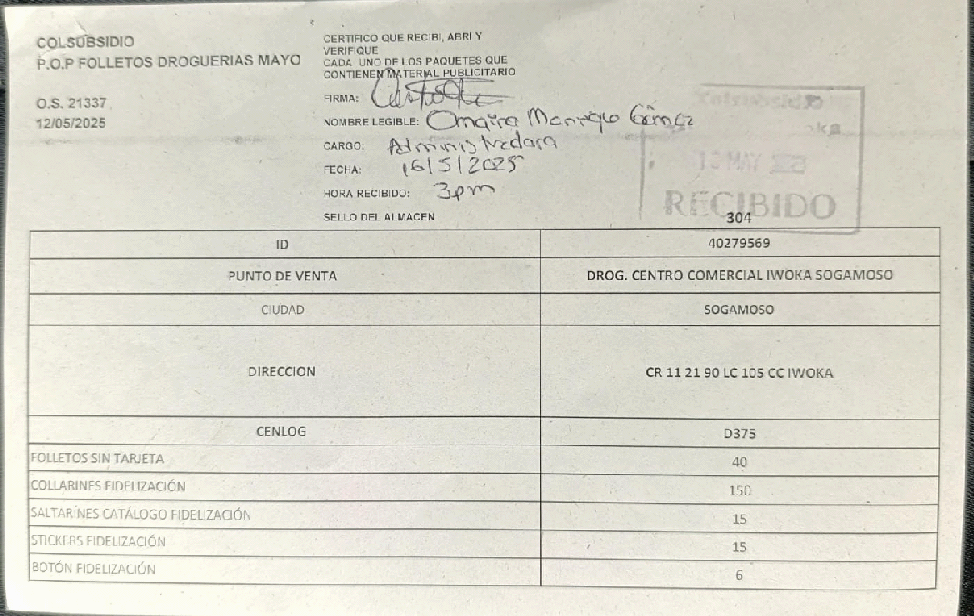 COLSUBSIDIO
P.O.P FOLLETOS DROGUERIAS MAYO
O.S. 21337
12/05/2025
CERTIFICO QUE RECIBI, ABRI Y
VERIFIQUE
CADA UNO DE LOS PAQUETES QUE
CONTIENEN MATERIAL PUBLICITARIO
FIRMA:
NOMBRE LEGIBLE: Omaira Manrique Gómez
CARGO: Administradora
FECHA: 16/5/2025
HORA RECIBIDO: 3pm
SELLO DEL ALMACEN
MAY
RECIBIDO
304
ID 40279569
PUNTO DE VENTA DROG. CENTRO COMERCIAL IWOKA SOGAMOSO
CIUDAD SOGAMOSO
DIRECCION CR 11 21 90 LC 105 CC IWOKA
CENLOG D375
FOLLETOS SIN TARJETA 40
COLLARINES FIDELIZACIÓN 150
SALTARINES CATÁLOGO FIDELIZACIÓN 15
STICKERS FIDELIZACIÓN 15
BOTÓN FIDELIZACIÓN 6